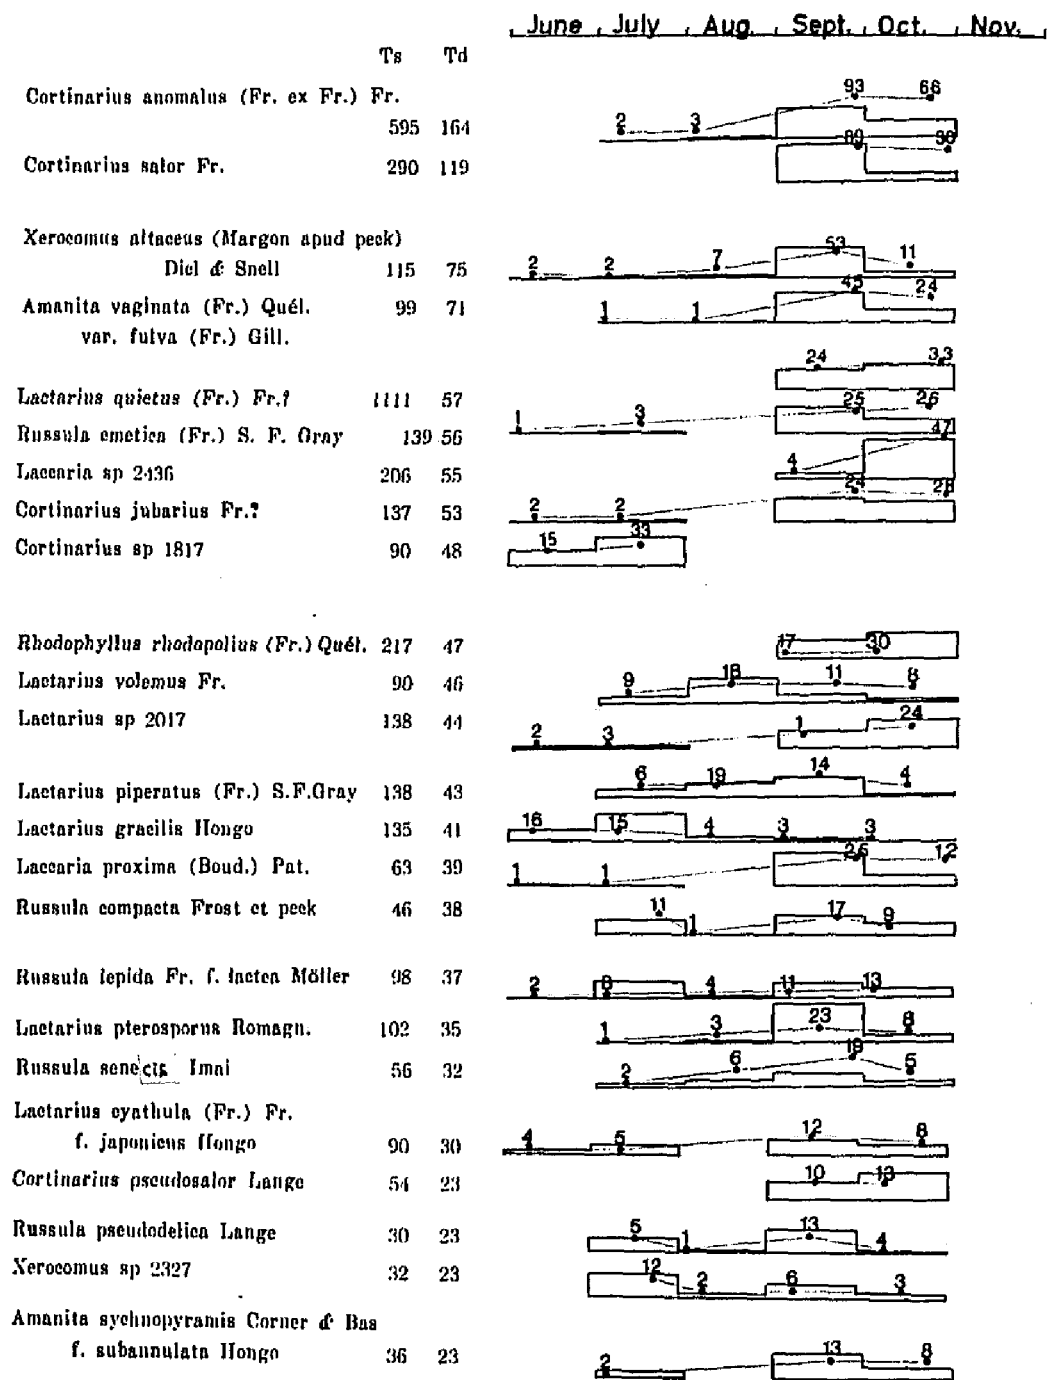 June July Aug. Sept. Oct. Nov.
Ts Td
Cortinarius anomalus (Fr. ex Fr.) Fr.
595 164
2 3 93 66
Cortinarius salor Fr. 290 119
89
Xerocomus altaceus (Margon apud peck)
Dicl & Snell 115 75
2 2 7 53 11
Amanita vaginata (Fr.) Quél. 99 71
var. fulva (Fr.) Gill.
1 1 45 24
24 33
Lactarius quietus (Fr.) Fr.? 1111 57
1 3 25 26
Russula emetica (Fr.) S. F. Gray 139 56
4 47
Laccaria sp 2436 206 55
2 2 24 28
Cortinarius jubarius Fr.? 137 53
Cortinarius sp 1817 90 48
15 33
Rhodophyllus rhodopolius (Fr.) Quél. 217 47
17 30
Lactarius volemus Fr. 90 46
9 18 11 8
Lactarius sp 2017 138 44
2 3 1 24
Lactarius piperatus (Fr.) S.F.Gray 138 43
6 19 14 4
Lactarius gracilis Hongo 135 41
16 15 4 3 3
Laccaria proxima (Boud.) Pat. 63 39
1 1 25 12
Russula compacta Frost et peck 46 38
11 1 17 9
Russula lepida Fr. f. lactea Möller 98 37
2 8 4 11 13
Lactarius pterosporus Romagn. 102 35
1 3 23 8
Russula senecis Imai 56 32
2 6 19 5
Lactarius cyathula (Fr.) Fr.
f. japonicus Hongo 90 30
4 5 12 8
Cortinarius pseudosalor Lange 54 23
10 13
Russula pseudodelica Lange 30 23
5 1 13 4
Xerocomus sp 2327 32 23
12 2 6 3
Amanita sychnopyramis Corner & Bas
f. subannulata Hongo 36 23
2 13 8